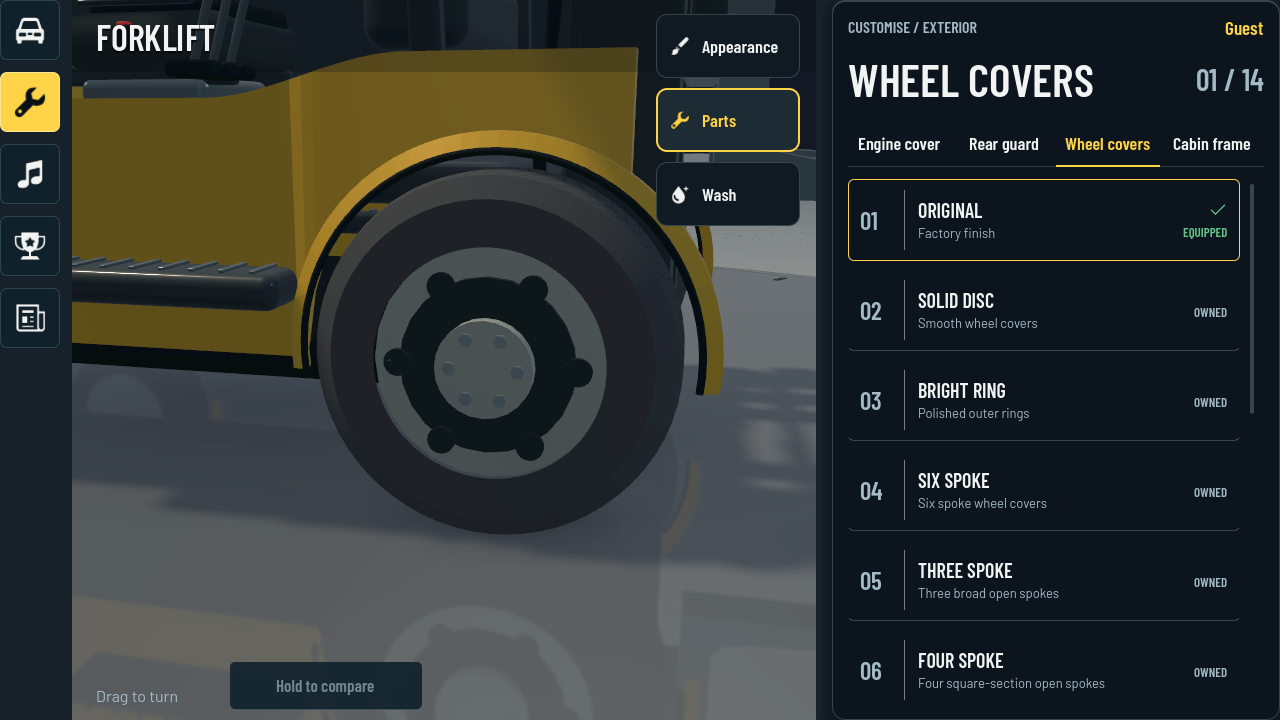 FORKLIFT
Appearance
Parts
Wash
Drag to turn
Hold to compare
CUSTOMISE / EXTERIOR
Guest
WHEEL COVERS
01 / 14
Engine cover
Rear guard
Wheel covers
Cabin frame
01
ORIGINAL
Factory finish
EQUIPPED
02
SOLID DISC
Smooth wheel covers
OWNED
03
BRIGHT RING
Polished outer rings
OWNED
04
SIX SPOKE
Six spoke wheel covers
OWNED
05
THREE SPOKE
Three broad open spokes
OWNED
06
FOUR SPOKE
Four square-section open spokes
OWNED